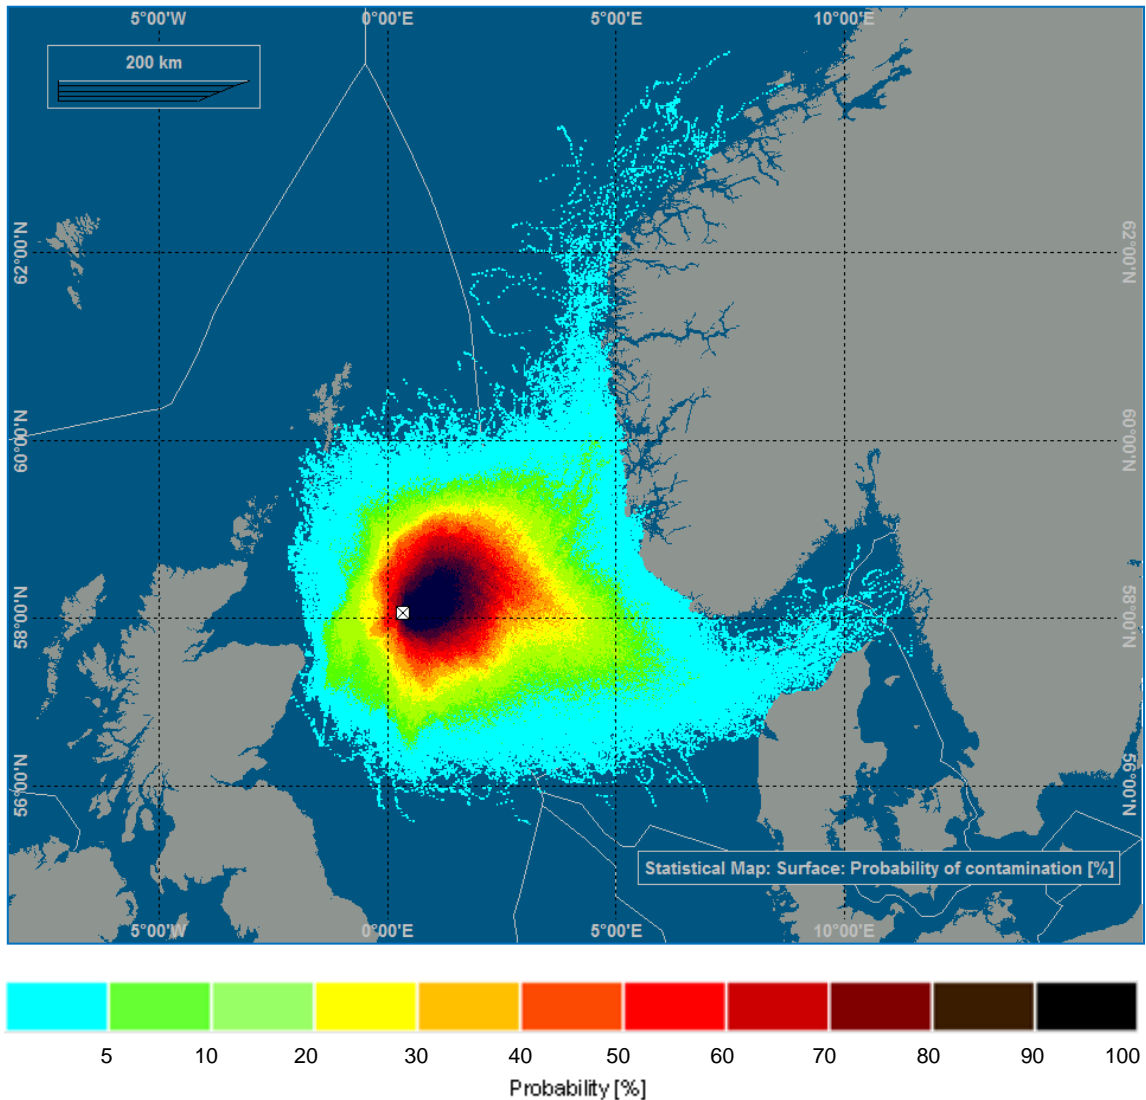 5°00'W 0°00'E 5°00'E 10°00'E
200 km
62°00'N 62°00'N
60°00'N 60°00'N
58°00'N 58°00'N
56°00'N 56°00'N
Statistical Map: Surface: Probability of contamination [%]
5°00'W 0°00'E 5°00'E 10°00'E
5 10 20 30 40 50 60 70 80 90 100
Probability [%]